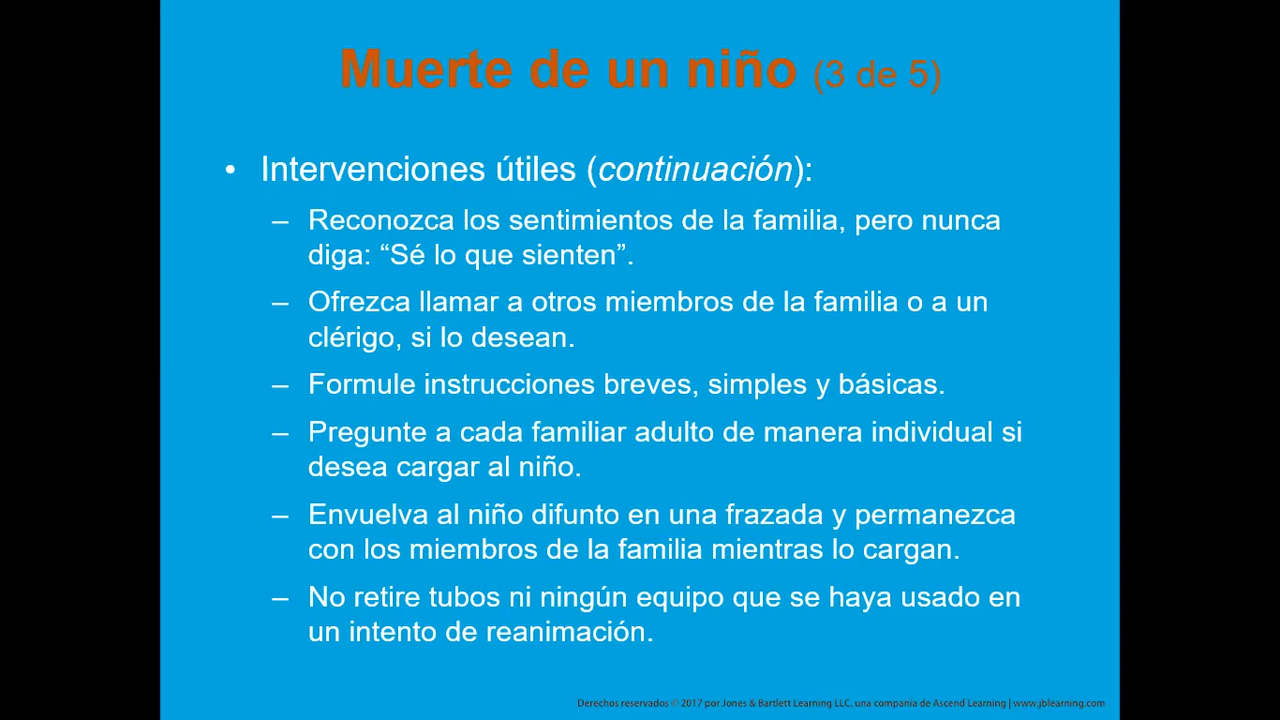 Muerte de un niño (3 de 5)
• Intervenciones útiles (continuación):
– Reconozca los sentimientos de la familia, pero nunca
diga: “Sé lo que sienten”.
– Ofrezca llamar a otros miembros de la familia o a un
clérigo, si lo desean.
– Formule instrucciones breves, simples y básicas.
– Pregunte a cada familiar adulto de manera individual si
desea cargar al niño.
– Envuelva al niño difunto en una frazada y permanezca
con los miembros de la familia mientras lo cargan.
– No retire tubos ni ningún equipo que se haya usado en
un intento de reanimación.
Derechos reservados © 2017 por Jones & Bartlett Learning LLC, una compania de Ascend Learning | www.jblearning.com